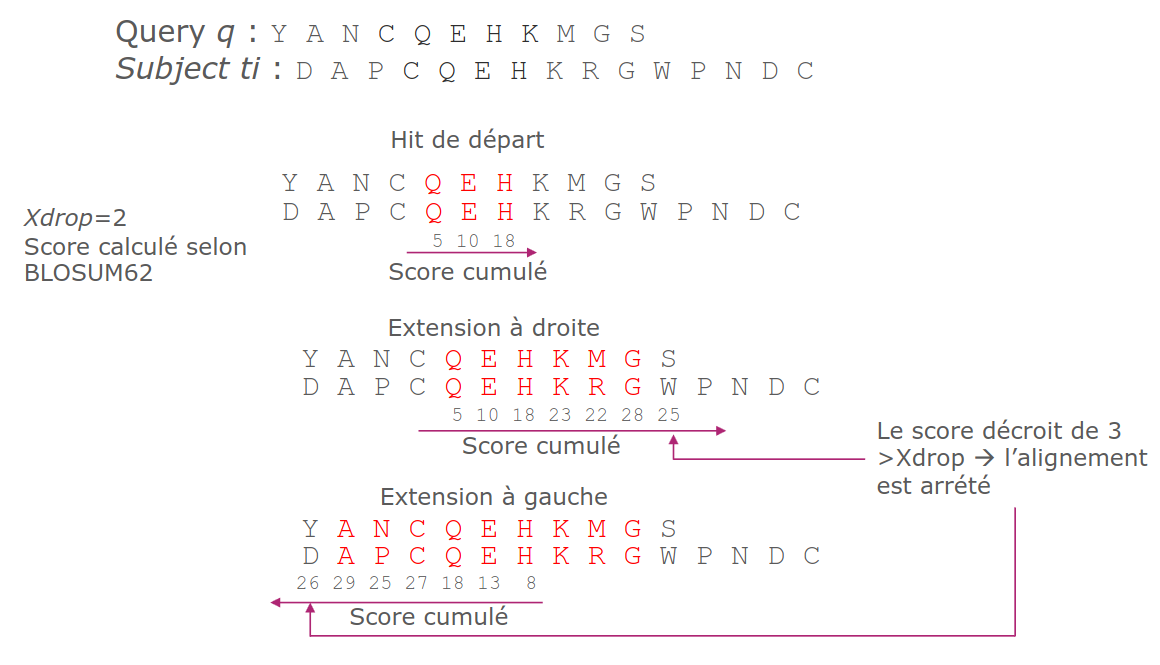 Query q : Y A N C Q E H K M G S
Subject ti : D A P C Q E H K R G W P N D C
Hit de départ
Y A N C Q E H K M G S
D A P C Q E H K R G W P N D C
5 10 18
Score cumulé
Xdrop=2
Score calculé selon
BLOSUM62
Extension à droite
Y A N C Q E H K M G S
D A P C Q E H K R G W P N D C
5 10 18 23 22 28 25
Score cumulé
Le score décroit de 3
>Xdrop → l'alignement
est arrété
Extension à gauche
Y A N C Q E H K M G S
D A P C Q E H K R G W P N D C
26 29 25 27 18 13 8
Score cumulé